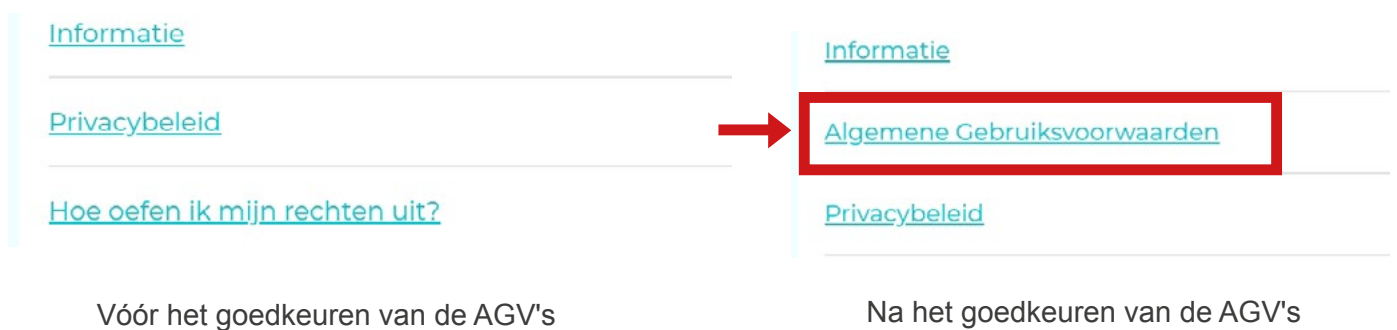 Informatie
Privacybeleid
Hoe oefen ik mijn rechten uit?
Vóór het goedkeuren van de AGV's
Informatie
Algemene Gebruiksvoorwaarden
Privacybeleid
Na het goedkeuren van de AGV's